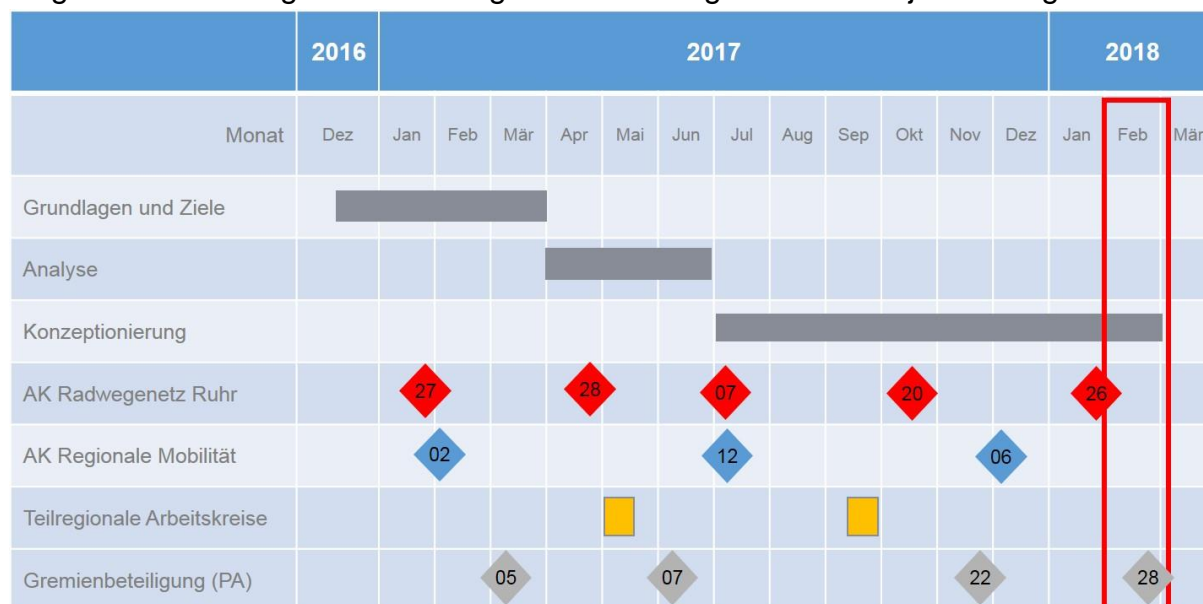 2016 2017 2018
Monat Dez Jan Feb Mär Apr Mai Jun Jul Aug Sep Okt Nov Dez Jan Feb Mär
Grundlagen und Ziele
Analyse
Konzeptionierung
AK Radwegenetz Ruhr 27 28 07 20 26
AK Regionale Mobilität 02 12 06
Teilregionale Arbeitskreise
Gremienbeteiligung (PA) 05 07 22 28